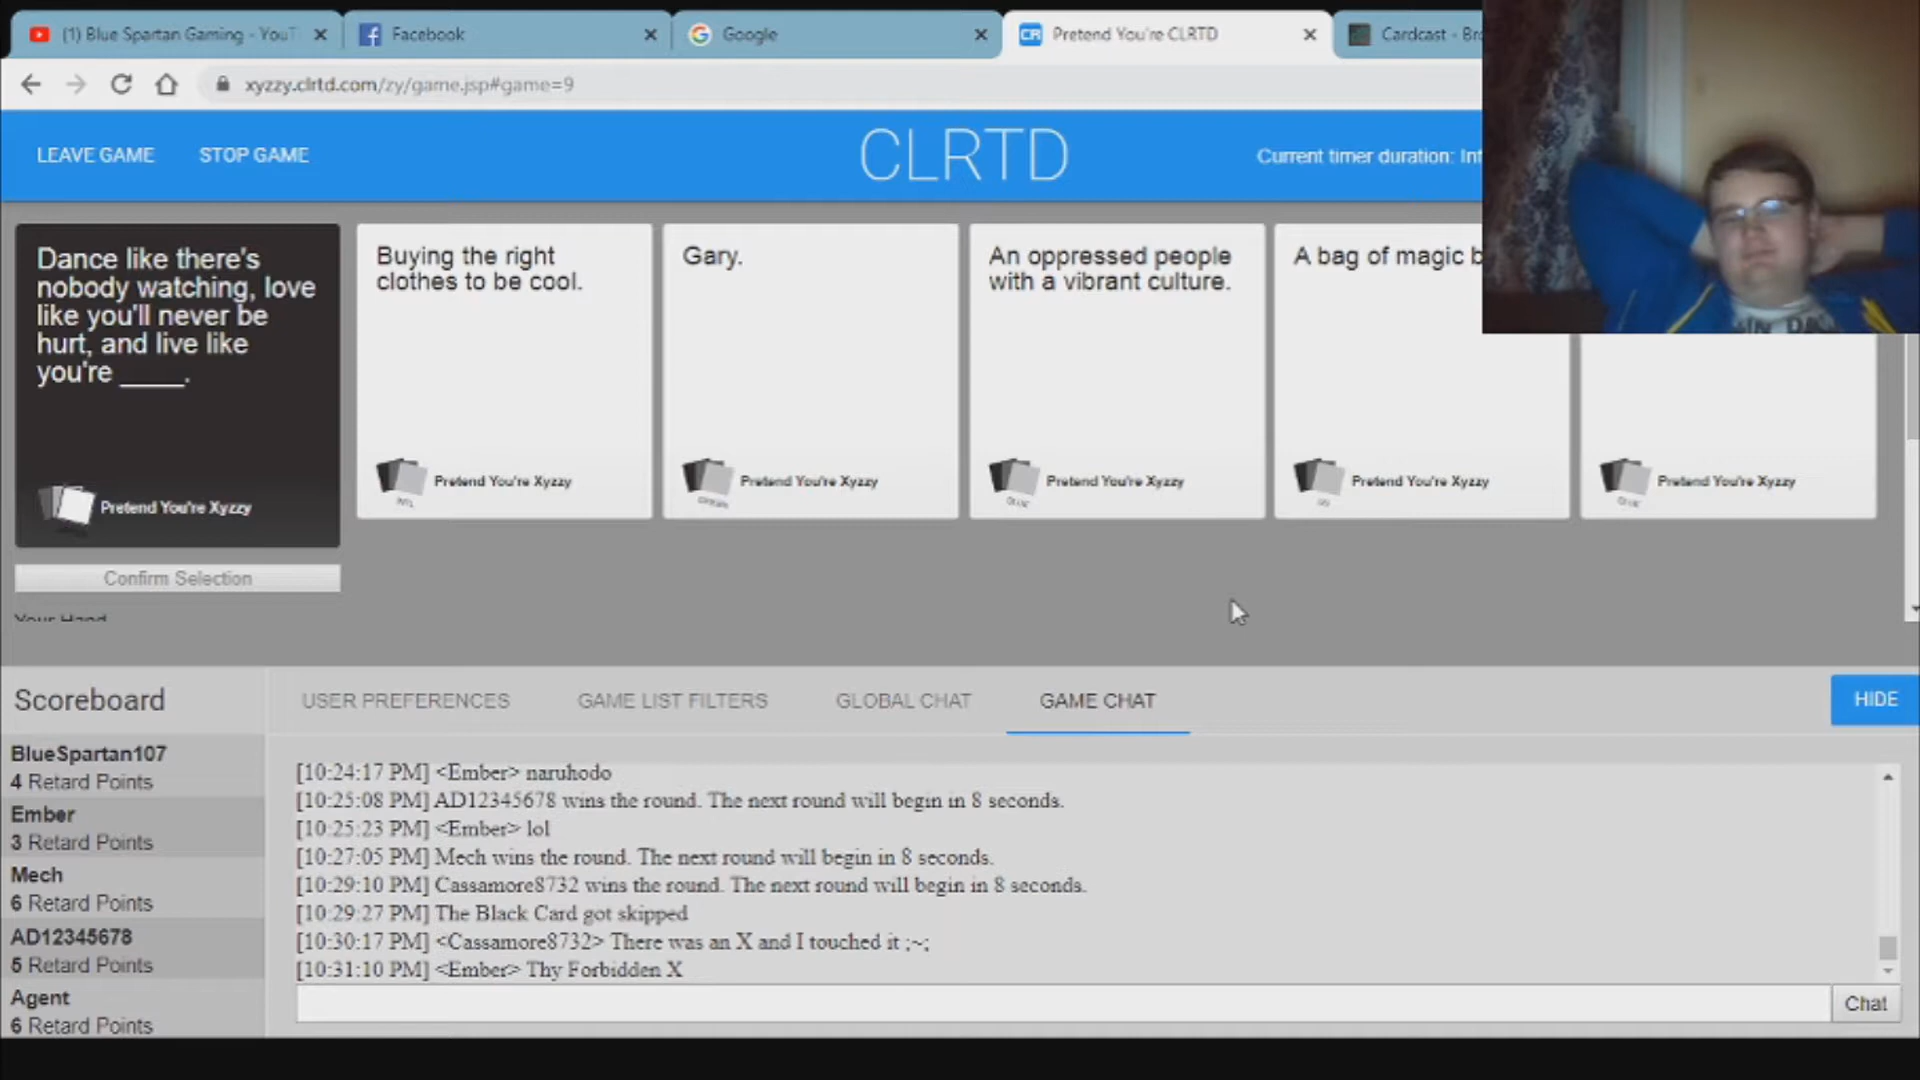 (1) Blue Spartan Gaming - YouT
Facebook
Google
CR Pretend You're CLRTD
Cardcast - Bro
xyzzy.clrtd.com/zy/game.jsp#game=9
LEAVE GAME
STOP GAME
CLRTD
Current timer duration: Inf
Dance like there's
nobody watching, love
like you'll never be
hurt, and live like
you're ____.
Pretend You're Xyzzy
Buying the right
clothes to be cool.
Pretend You're Xyzzy
Gary.
Pretend You're Xyzzy
An oppressed people
with a vibrant culture.
Pretend You're Xyzzy
A bag of magic b
Pretend You're Xyzzy
Pretend You're Xyzzy
Confirm Selection
Your Hand
Scoreboard
USER PREFERENCES
GAME LIST FILTERS
GLOBAL CHAT
GAME CHAT
HIDE
BlueSpartan107
4 Retard Points
Ember
3 Retard Points
Mech
6 Retard Points
AD12345678
5 Retard Points
Agent
6 Retard Points
[10:24:17 PM] <Ember> naruhodo
[10:25:08 PM] AD12345678 wins the round. The next round will begin in 8 seconds.
[10:25:23 PM] <Ember> lol
[10:27:05 PM] Mech wins the round. The next round will begin in 8 seconds.
[10:29:10 PM] Cassamore8732 wins the round. The next round will begin in 8 seconds.
[10:29:27 PM] The Black Card got skipped
[10:30:17 PM] <Cassamore8732> There was an X and I touched it ;~;
[10:31:10 PM] <Ember> Thy Forbidden X
Chat